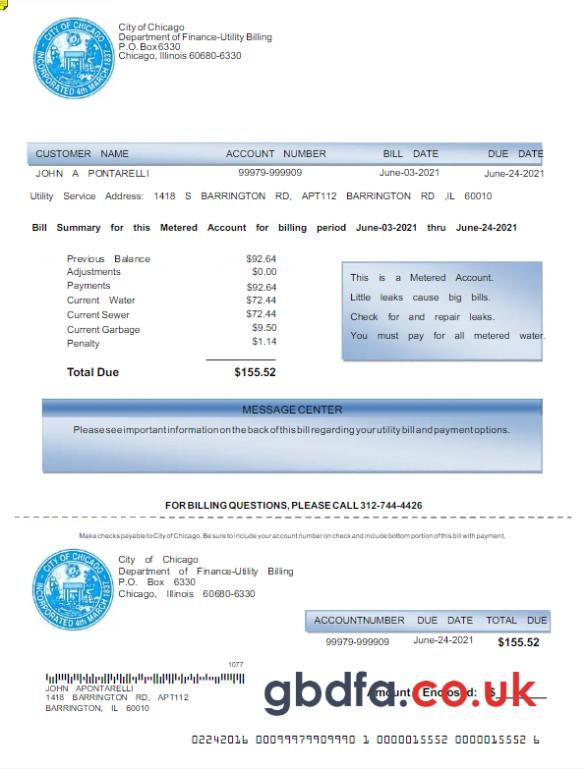 CITY OF CHICAGO
INCORPORATED 4th MARCH 1837
City of Chicago
Department of Finance-Utility Billing
P.O. Box 6330
Chicago, Illinois 60680-6330
CUSTOMER NAME ACCOUNT NUMBER BILL DATE DUE DATE
JOHN A PONTARELLI 99979-999909 June-03-2021 June-24-2021
Utility Service Address: 1418 S BARRINGTON RD, APT112 BARRINGTON RD ,IL 60010
Bill Summary for this Metered Account for billing period June-03-2021 thru June-24-2021
Previous Balance $92.64
Adjustments $0.00
Payments $92.64
Current Water $72.44
Current Sewer $72.44
Current Garbage $9.50
Penalty $1.14
Total Due $155.52
This is a Metered Account.
Little leaks cause big bills.
Check for and repair leaks.
You must pay for all metered water.
MESSAGE CENTER
Please see important information on the back of this bill regarding your utility bill and payment options.
FOR BILLING QUESTIONS, PLEASE CALL 312-744-4426
Make checks payable to City of Chicago. Be sure to include your account number on check and include bottom portion of this bill with payment.
CITY OF CHICAGO
INCORPORATED 4th MARCH 1837
City of Chicago
Department of Finance-Utility Billing
P.O. Box 6330
Chicago, Illinois 60680-6330
ACCOUNTNUMBER DUE DATE TOTAL DUE
99979-999909 June-24-2021 $155.52
1077
JOHN APONTARELLI
1418 BARRINGTON RD, APT112
BARRINGTON, IL 60010
Amount Enclosed: $
gbdfa.co.uk
02242016 00099979909990 1 0000015552 0000015552 6